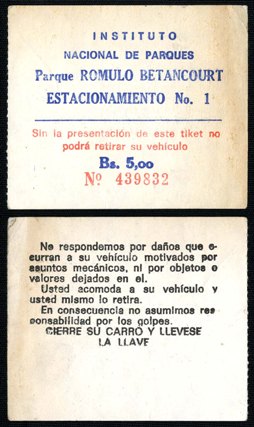 INSTITUTO
NACIONAL DE PARQUES
Parque ROMULO BETANCOURT
ESTACIONAMIENTO No. 1
Sin la presentación de este tiket no
podrá retirar su vehículo
Bs. 5,00
Nº 439832
No respondemos por daños que o-
curran a su vehículo motivados por
asuntos mecánicos, ni por objetos o
valores dejados en el.
Usted acomoda a su vehículo y
usted mismo lo retira.
En consecuencia no asumimos res
ponsabilidad por los golpes.
CIERRE SU CARRO Y LLEVESE
LA LLAVE